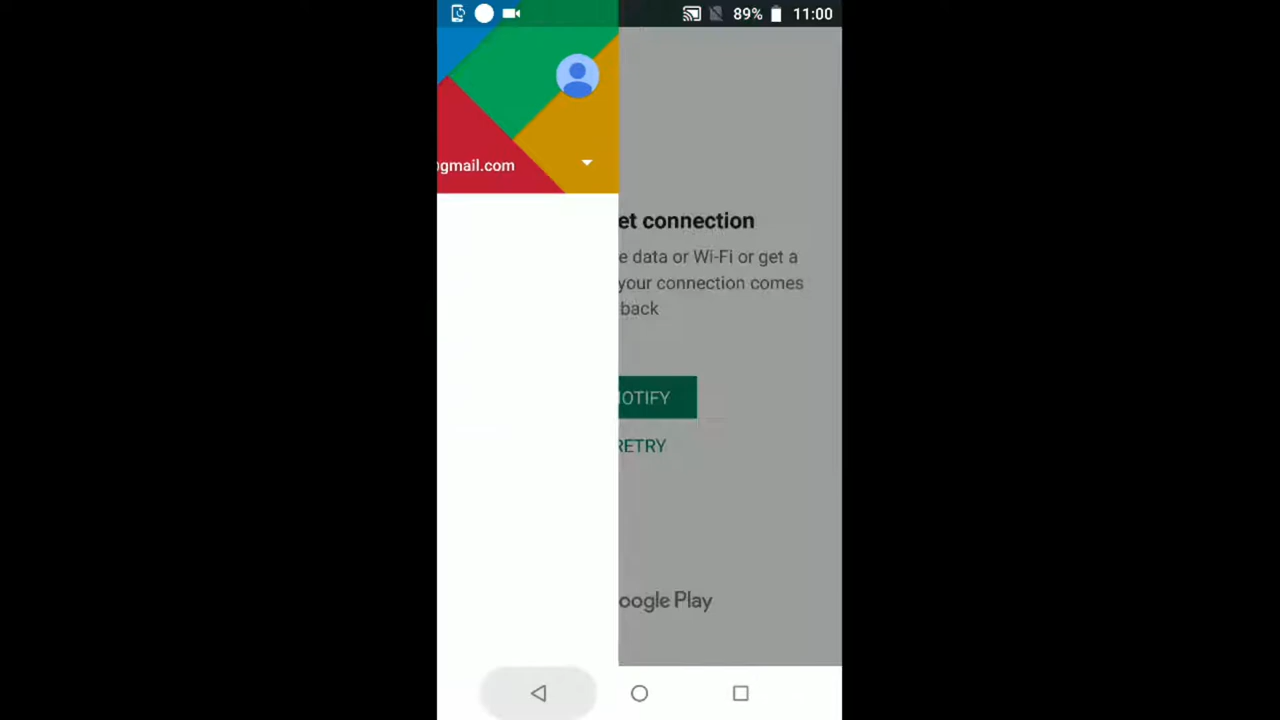 89% 11:00
@gmail.com
et connection
e data or Wi-Fi or get a
your connection comes
back
NOTIFY
RETRY
oogle Play